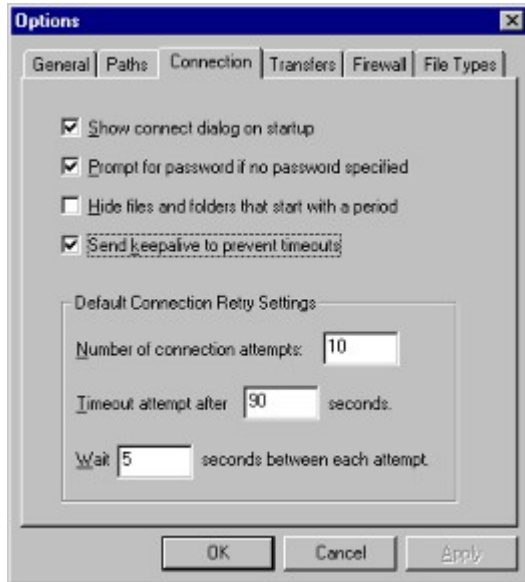 Options
General Paths Connection Transfers Firewall File Types
Show connect dialog on startup
Prompt for password if no password specified
Hide files and folders that start with a period
Send keepalive to prevent timeouts
Default Connection Retry Settings
Number of connection attempts: 10
Timeout attempt after 90 seconds.
Wait 5 seconds between each attempt.
OK Cancel Apply